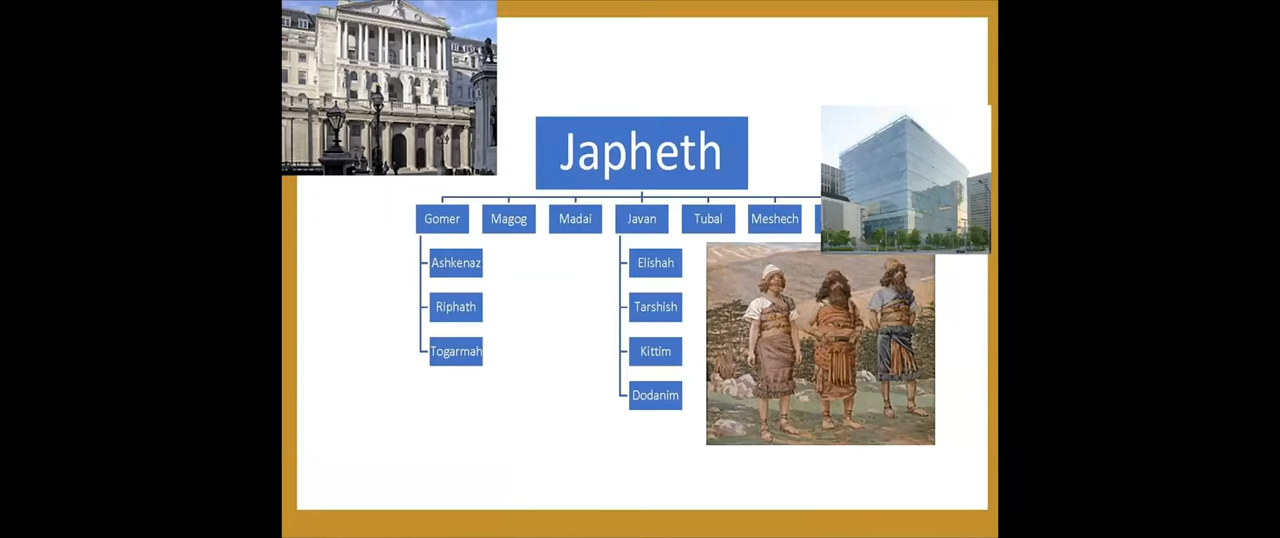 Japheth
Gomer
Magog
Madai
Javan
Tubal
Meshech
Ashkenaz
Elishah
Riphath
Tarshish
Togarmah
Kittim
Dodanim